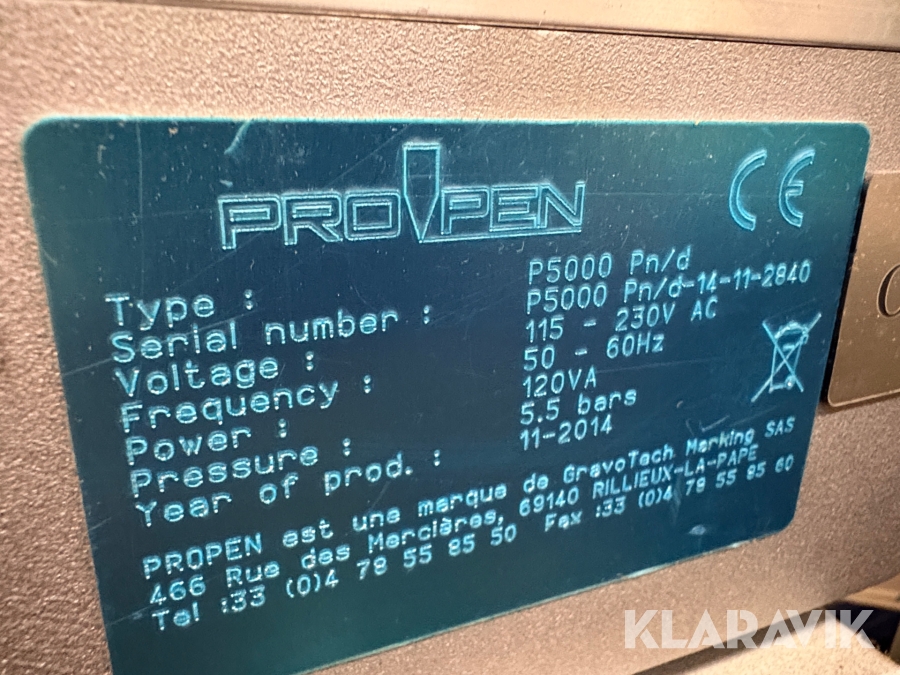 PROPEN
CE
Type : P5000 Pn/d
Serial number : P5000 Pn/d-14-11-2840
Voltage : 115 - 230V AC
Frequency : 50 - 60Hz
Power : 120VA
Pressure : 5.5 bars
Year of prod. : 11-2014
PROPEN est une marque de GravoTech Marking SAS
466 Rue des Mercières, 69140 RILLIEUX-LA-PAPE
Tel :33 (0)4 78 55 85 50 Fax :33 (0)4 78 55 85 60
KLARAVIK